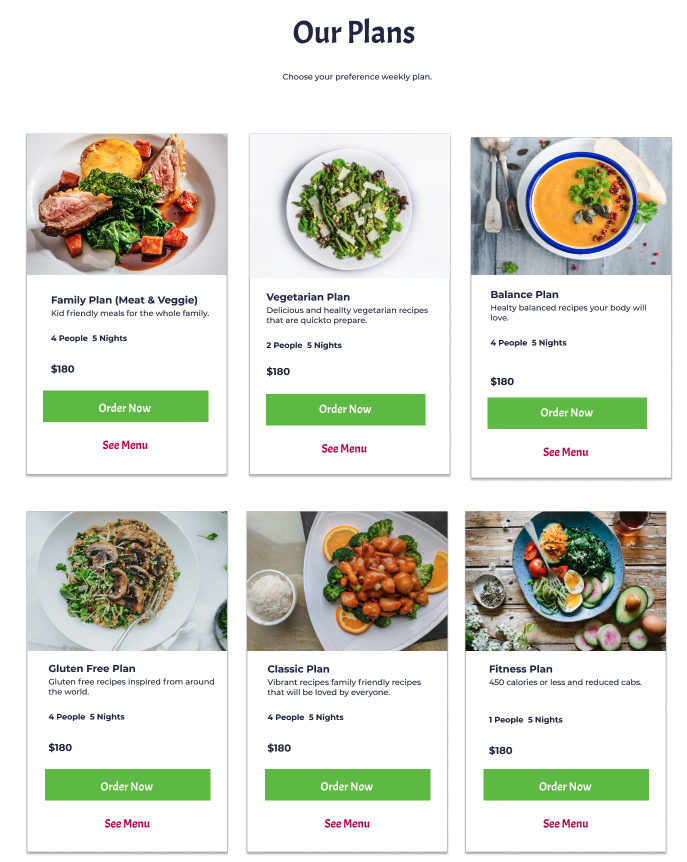 Our Plans
Choose your preference weekly plan.
Family Plan (Meat & Veggie)
Kid friendly meals for the whole family.
4 People 5 Nights
$180
Order Now
See Menu
Vegetarian Plan
Delicious and heallty vegetarian recipes
that are quickto prepare.
2 People 5 Nights
$180
Order Now
See Menu
Balance Plan
Healty balanced recipes your body will
love.
4 People 5 Nights
$180
Order Now
See Menu
Gluten Free Plan
Gluten free recipes inspired from around
the world.
4 People 5 Nights
$180
Order Now
See Menu
Classic Plan
Vibrant recipes family friendly recipes
that will be loved by everyone.
4 People 5 Nights
$180
Order Now
See Menu
Fitness Plan
450 calories or less and reduced cabs.
1 People 5 Nights
$180
Order Now
See Menu